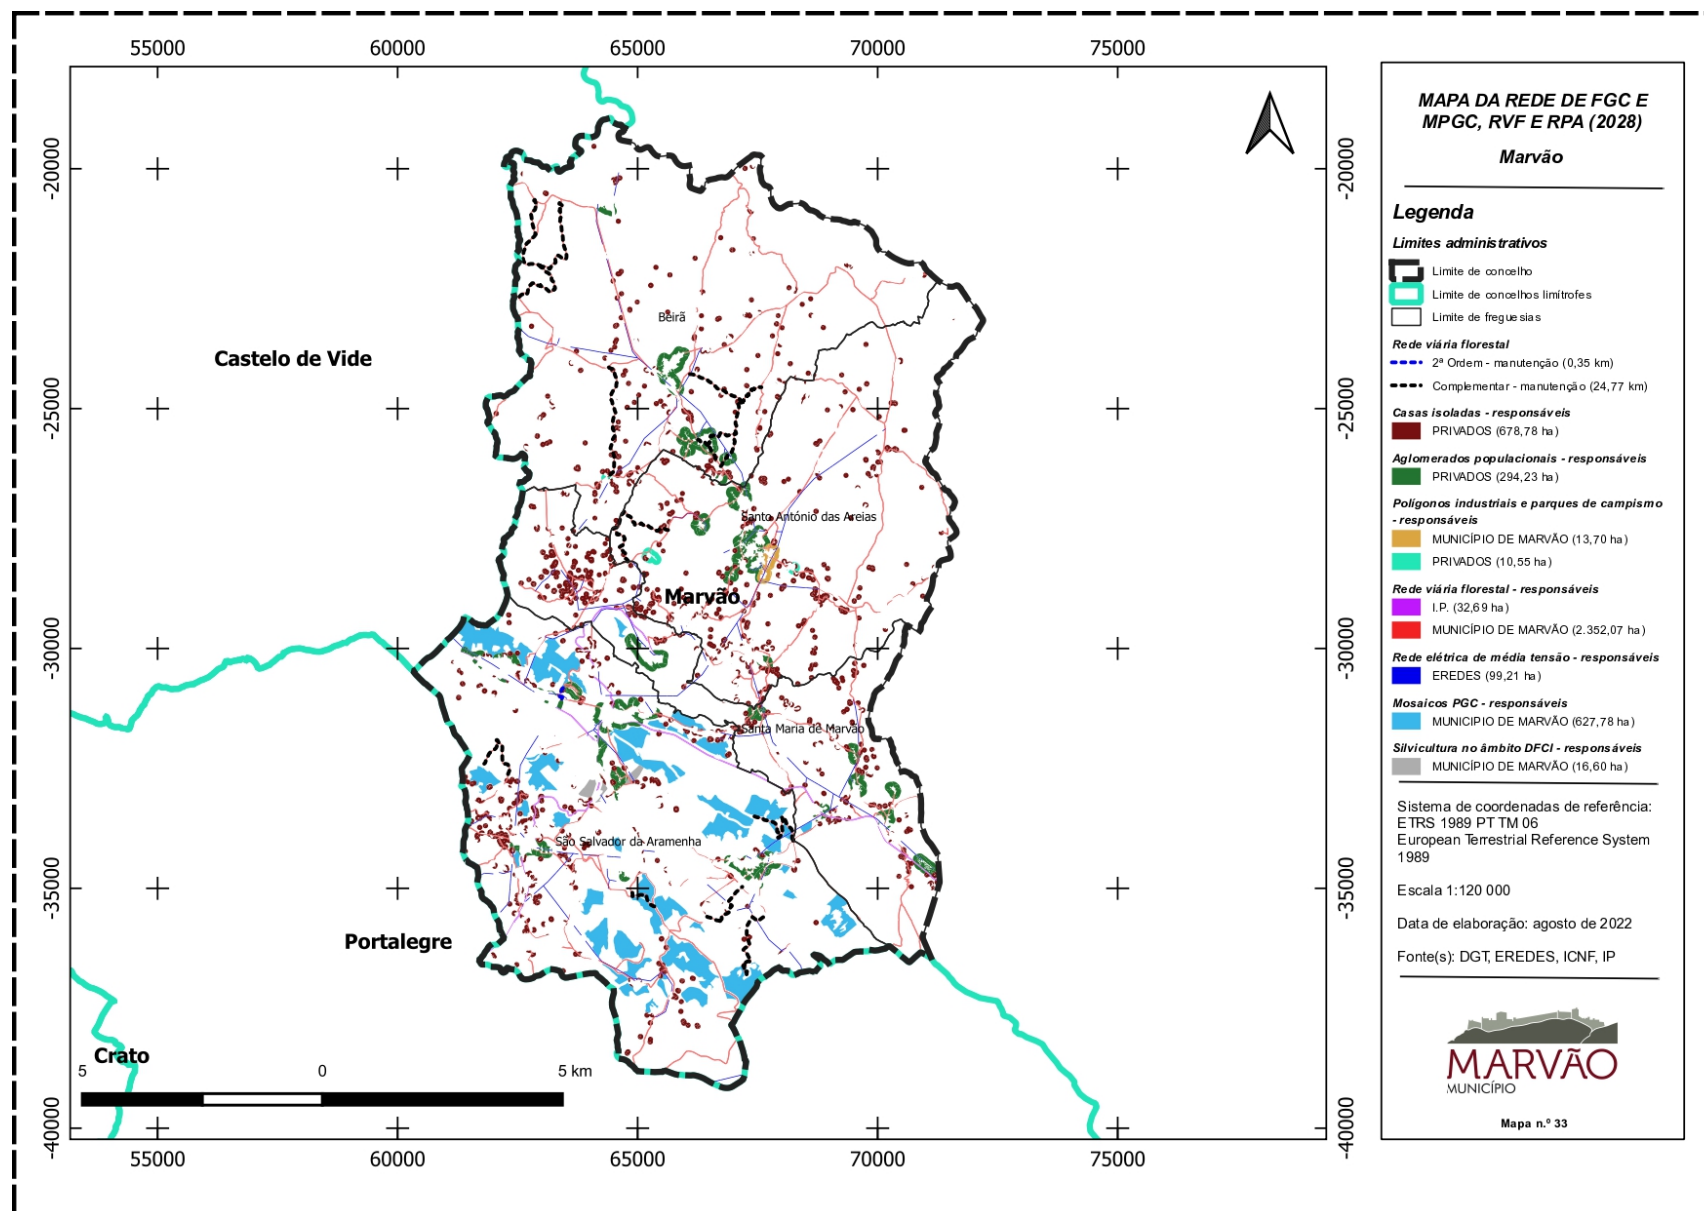 55000 60000 65000 70000 75000
-20000 -20000
-25000 -25000
-30000 -30000
-35000 -35000
-40000 -40000
Beirã
Castelo de Vide
Santo António das Areias
Marvão
Santa Maria de Marvão
São Salvador da Aramenha
Portalegre
Crato
5 0 5 km
55000 60000 65000 70000 75000
MAPA DA REDE DE FGC E
MPGC, RVF E RPA (2028)
Marvão
Legenda
Limites administrativos
Limite de concelho
Limite de concelhos limítrofes
Limite de freguesias
Rede viária florestal
2ª Ordem - manutenção (0,35 km)
Complementar - manutenção (24,77 km)
Casas isoladas - responsáveis
PRIVADOS (678,78 ha)
Aglomerados populacionais - responsáveis
PRIVADOS (294,23 ha)
Polígonos industriais e parques de campismo
- responsáveis
MUNICÍPIO DE MARVÃO (13,70 ha)
PRIVADOS (10,55 ha)
Rede viária florestal - responsáveis
I.P. (32,69 ha)
MUNICÍPIO DE MARVÃO (2.352,07 ha)
Rede elétrica de média tensão - responsáveis
EREDES (99,21 ha)
Mosaicos PGC - responsáveis
MUNICIPIO DE MARVÃO (627,78 ha)
Silvicultura no âmbito DFCI - responsáveis
MUNICÍPIO DE MARVÃO (16,60 ha)
Sistema de coordenadas de referência:
ETRS 1989 PT TM 06
European Terrestrial Reference System
1989
Escala 1:120 000
Data de elaboração: agosto de 2022
Fonte(s): DGT, EREDES, ICNF, IP
MARVÃO
MUNICÍPIO
Mapa n.º 33